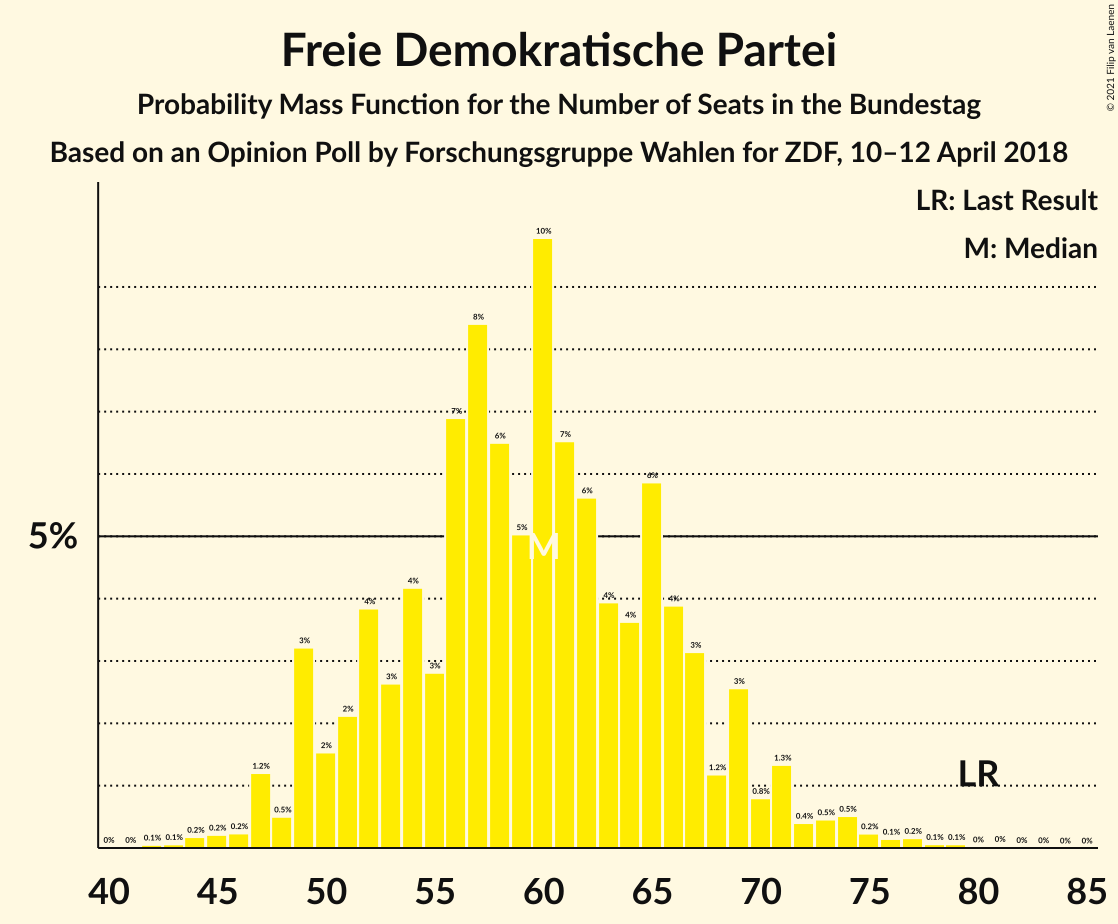 Freie Demokratische Partei
Probability Mass Function for the Number of Seats in the Bundestag
Based on an Opinion Poll by Forschungsgruppe Wahlen for ZDF, 10–12 April 2018
© 2021 Filip van Laenen
LR: Last Result
M: Median
5%
0% 0% 0.1% 0.1% 0.2% 0.2% 0.2% 1.2% 0.5% 3% 2% 2% 4% 3% 4% 3% 7% 8% 6% 5% 10% 7% 6% 4% 4% 6% 4% 3% 1.2% 3% 0.8% 1.3% 0.4% 0.5% 0.5% 0.2% 0.1% 0.2% 0.1% 0.1% 0% 0% 0% 0% 0% 0%
M
LR
40 45 50 55 60 65 70 75 80 85